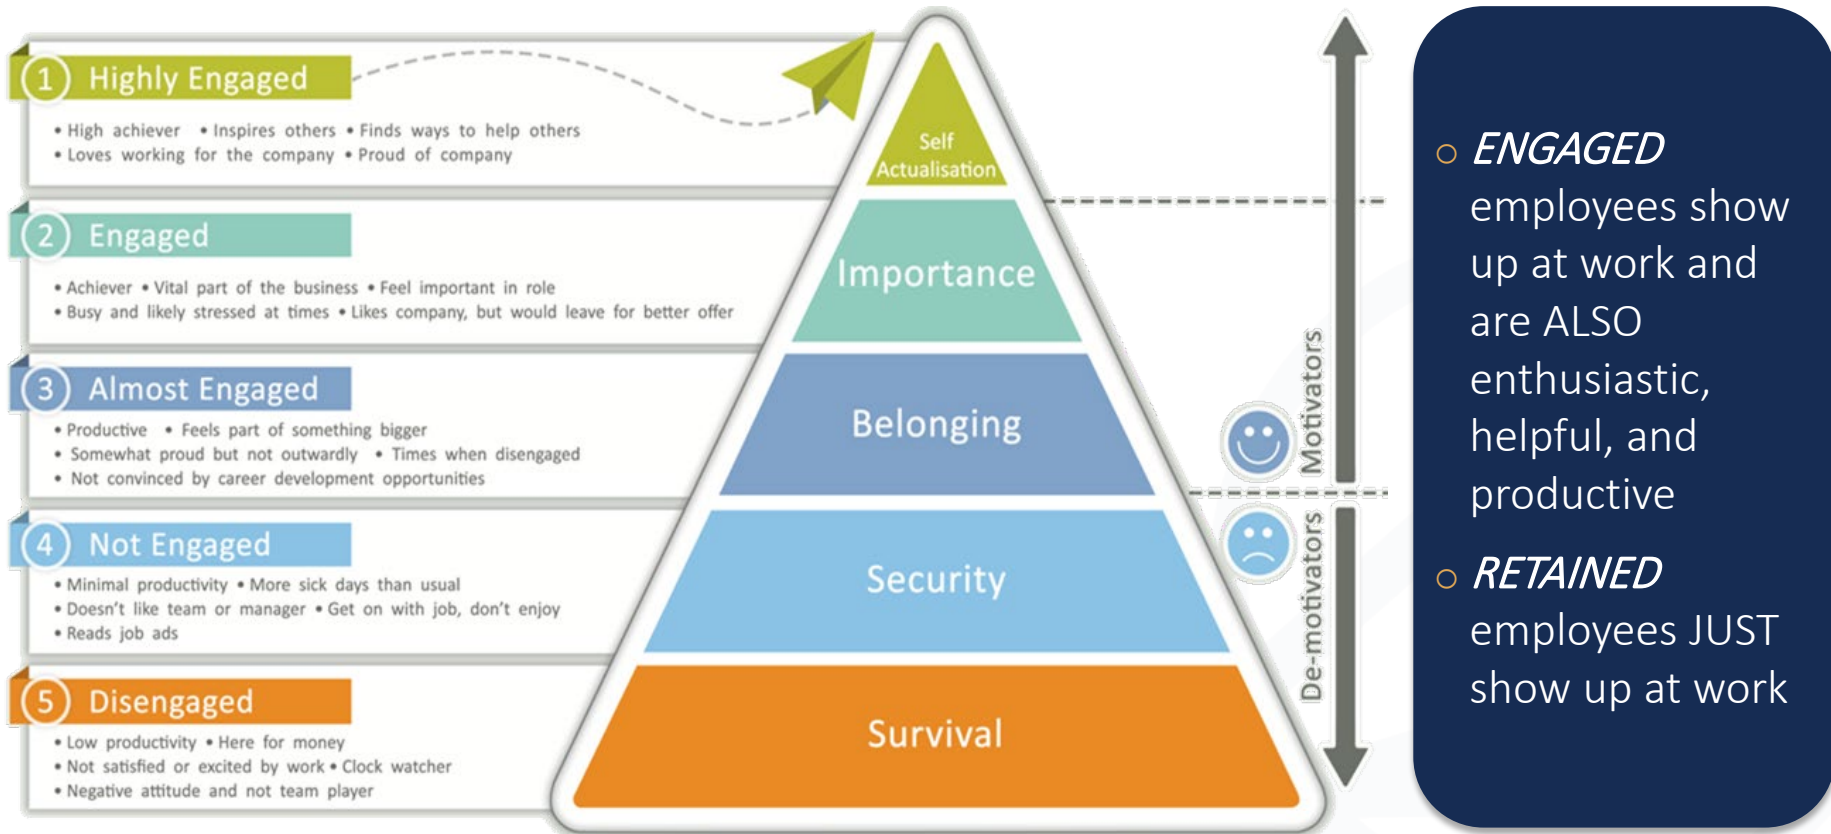 1 Highly Engaged
• High achiever • Inspires others • Finds ways to help others
• Loves working for the company • Proud of company
2 Engaged
• Achiever • Vital part of the business • Feel important in role
• Busy and likely stressed at times • Likes company, but would leave for better offer
3 Almost Engaged
• Productive • Feels part of something bigger
• Somewhat proud but not outwardly • Times when disengaged
• Not convinced by career development opportunities
4 Not Engaged
• Minimal productivity • More sick days than usual
• Doesn't like team or manager • Get on with job, don't enjoy
• Reads job ads
5 Disengaged
• Low productivity • Here for money
• Not satisfied or excited by work • Clock watcher
• Negative attitude and not team player
Self
Actualisation
Importance
Belonging
Security
Survival
Motivators
De-motivators
○ ENGAGED
employees show
up at work and
are ALSO
enthusiastic,
helpful, and
productive
○ RETAINED
employees JUST
show up at work